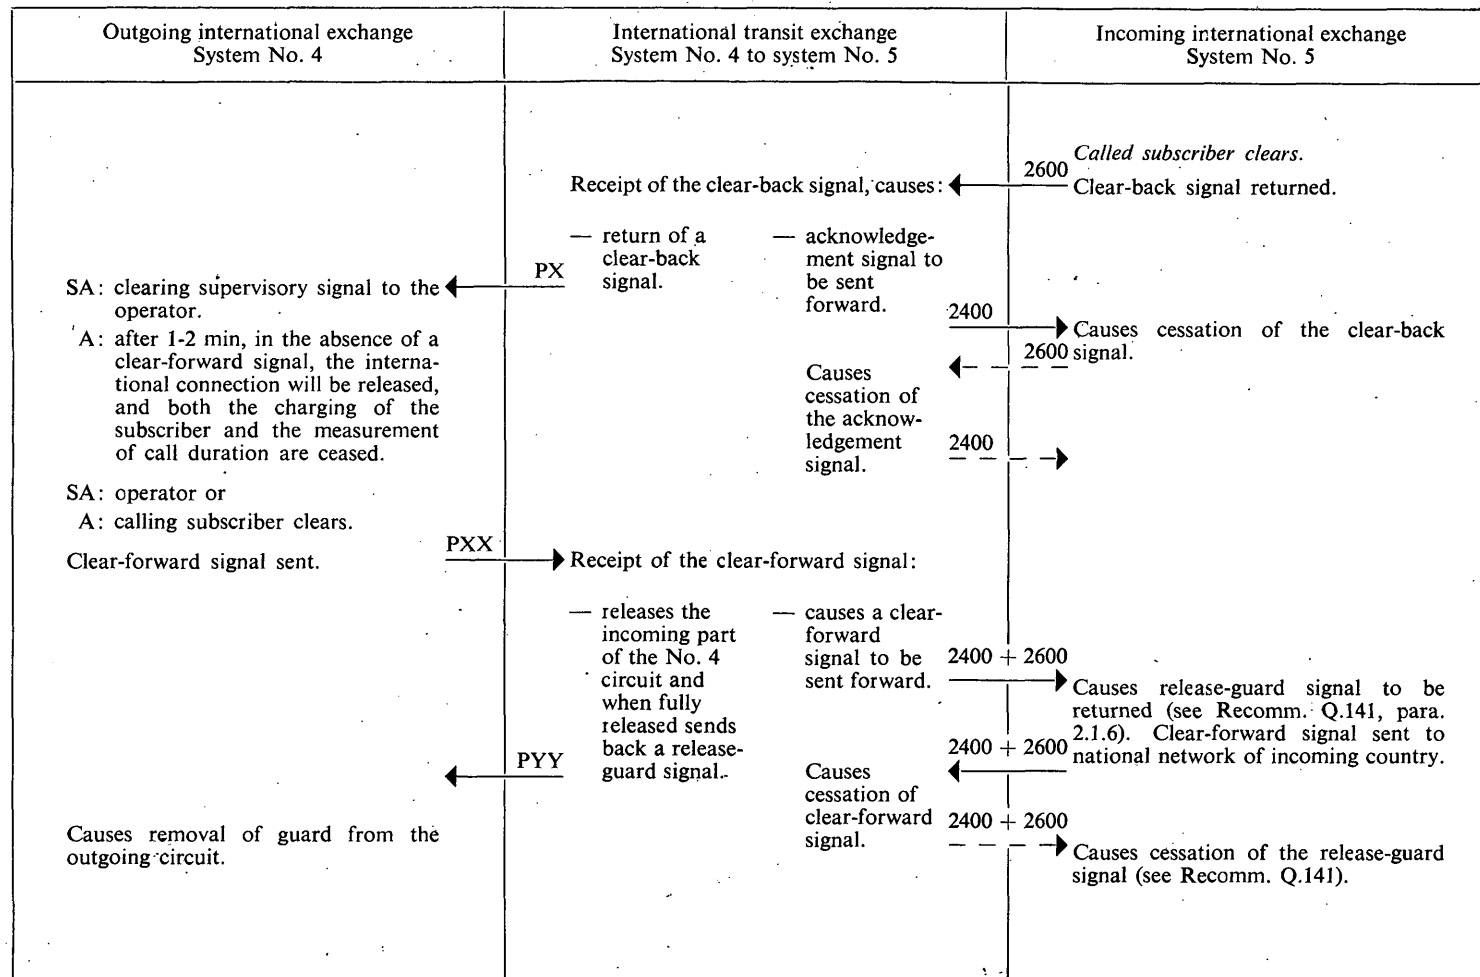 Outgoing international exchange
System No. 4
International transit exchange
System No. 4 to system No. 5
Incoming international exchange
System No. 5
Called subscriber clears.
2600
Receipt of the clear-back signal, causes:
Clear-back signal returned.
— return of a
clear-back
signal.
— acknowledge-
ment signal to
be sent
forward.
PX
SA: clearing supervisory signal to the
operator.
A: after 1-2 min, in the absence of a
clear-forward signal, the interna-
tional connection will be released,
and both the charging of the
subscriber and the measurement
of call duration are ceased.
2400
Causes cessation of the clear-back
signal.
2600
Causes
cessation of
the acknow-
ledgement
signal.
2400
SA: operator or
A: calling subscriber clears.
PXX
Clear-forward signal sent.
Receipt of the clear-forward signal:
— releases the
incoming part
of the No. 4
circuit and
when fully
released sends
back a release-
guard signal.
— causes a clear-
forward
signal to be
sent forward.
2400 + 2600
Causes release-guard signal to be
returned (see Recomm. Q.141, para.
2.1.6). Clear-forward signal sent to
national network of incoming country.
2400 + 2600
PYY
Causes
cessation of
clear-forward
signal.
2400 + 2600
Causes removal of guard from the
outgoing circuit.
Causes cessation of the release-guard
signal (see Recomm. Q.141).